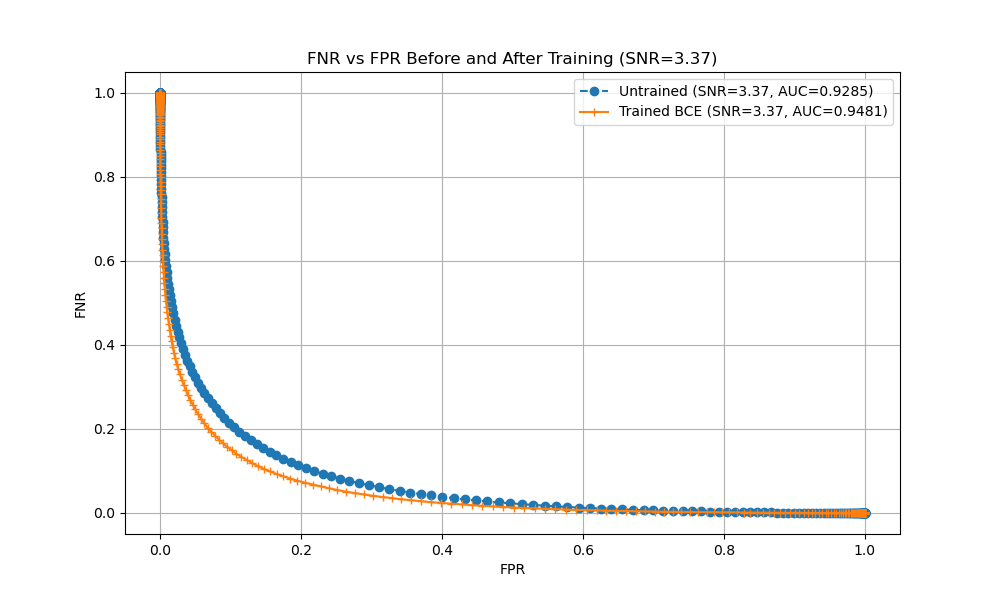 FNR vs FPR Before and After Training (SNR=3.37)
Untrained (SNR=3.37, AUC=0.9285)
Trained BCE (SNR=3.37, AUC=0.9481)
1.0
0.8
0.6
0.4
0.2
0.0
FNR
0.0 0.2 0.4 0.6 0.8 1.0
FPR